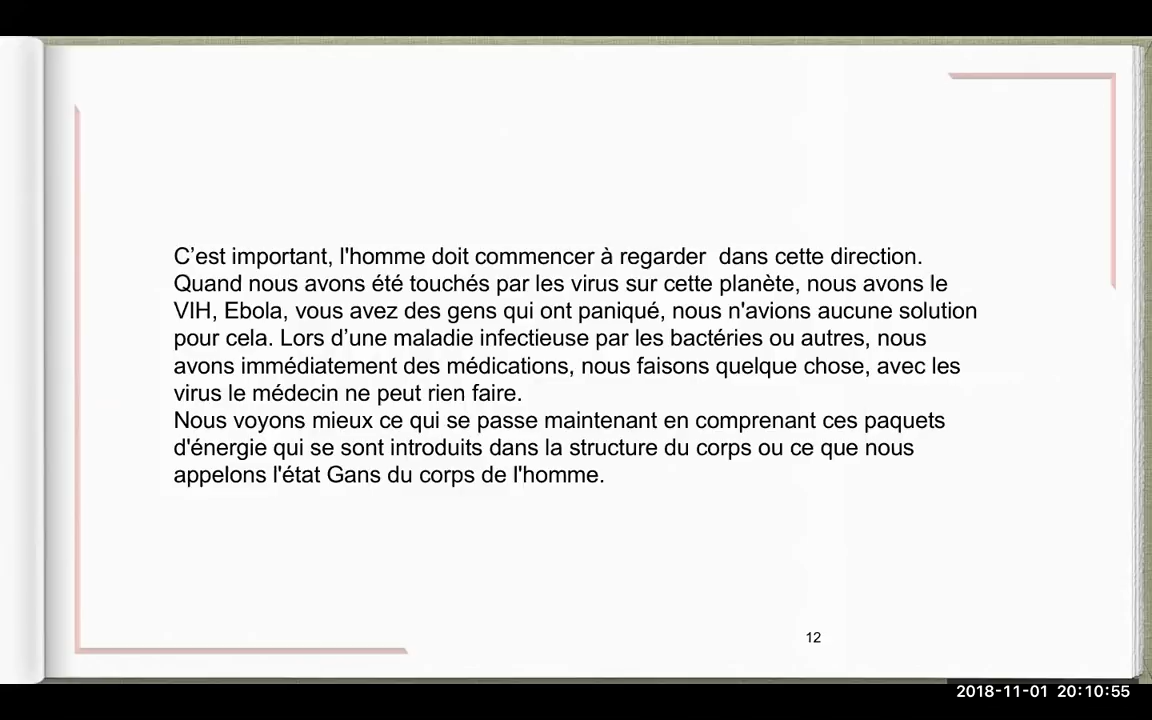 C’est important, l'homme doit commencer à regarder  dans cette direction.
Quand nous avons été touchés par les virus sur cette planète, nous avons le
VIH, Ebola, vous avez des gens qui ont paniqué, nous n'avions aucune solution
pour cela. Lors d’une maladie infectieuse par les bactéries ou autres, nous
avons immédiatement des médications, nous faisons quelque chose, avec les
virus le médecin ne peut rien faire.
Nous voyons mieux ce qui se passe maintenant en comprenant ces paquets
d'énergie qui se sont introduits dans la structure du corps ou ce que nous
appelons l'état Gans du corps de l'homme.
12
2018-11-01 20:10:55